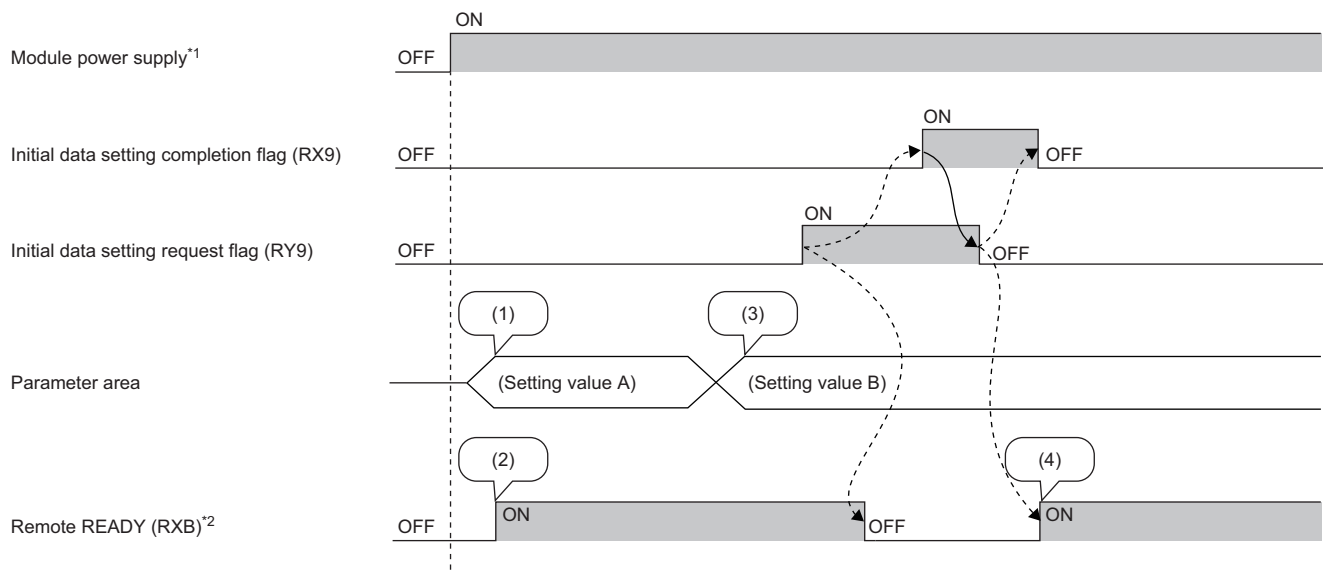 ON
Module power supply*1
OFF
ON
Initial data setting completion flag (RX9)
OFF
OFF
ON
Initial data setting request flag (RY9)
OFF
OFF
(1)
(3)
Parameter area
(Setting value A)
(Setting value B)
(2)
(4)
Remote READY (RXB)*2
OFF
ON
OFF
ON